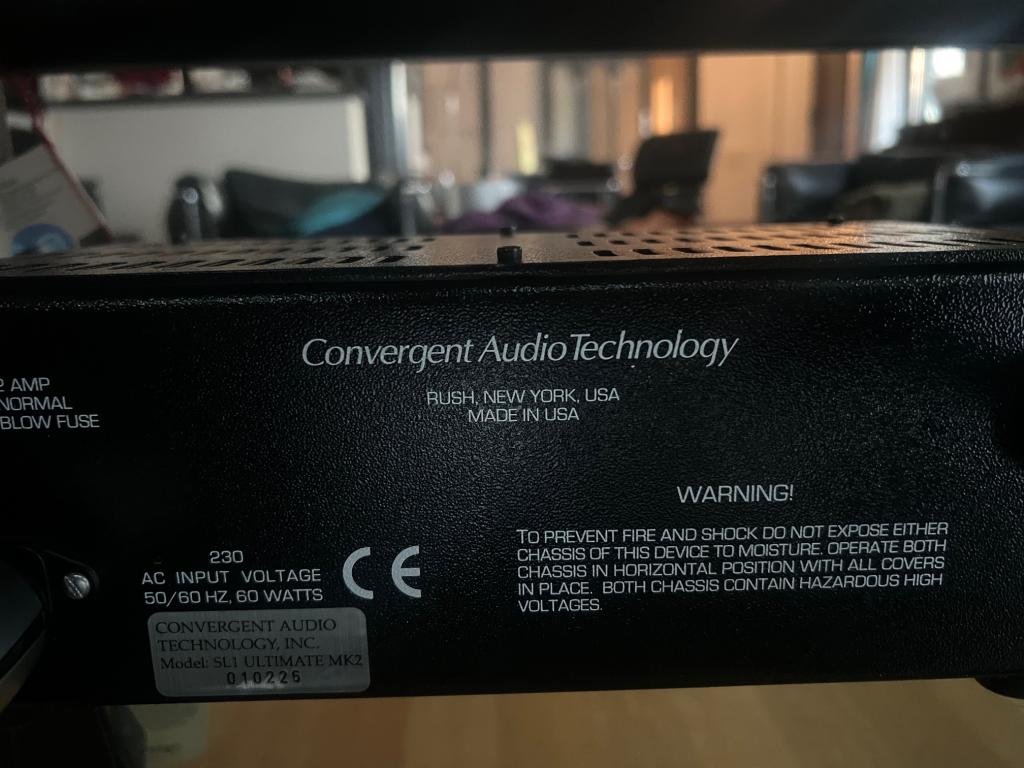 Convergent Audio Technology
RUSH, NEW YORK, USA
MADE IN USA
2 AMP
NORMAL
BLOW FUSE
WARNING!
TO PREVENT FIRE AND SHOCK DO NOT EXPOSE EITHER
CHASSIS OF THIS DEVICE TO MOISTURE. OPERATE BOTH
CHASSIS IN HORIZONTAL POSITION WITH ALL COVERS
IN PLACE. BOTH CHASSIS CONTAIN HAZARDOUS HIGH
VOLTAGES.
230
AC INPUT VOLTAGE
50/60 HZ, 60 WATTS
CE
CONVERGENT AUDIO
TECHNOLOGY, INC.
Model: SL1 ULTIMATE MK2
010226